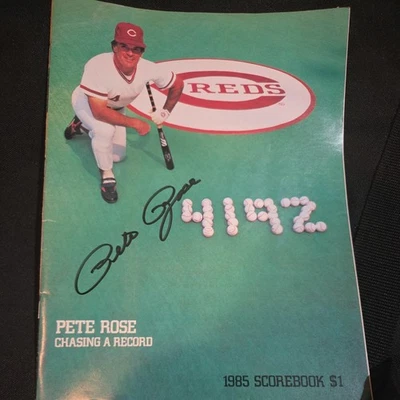 REDS
Pete Rose
4192
PETE ROSE
CHASING A RECORD
1985 SCOREBOOK $1